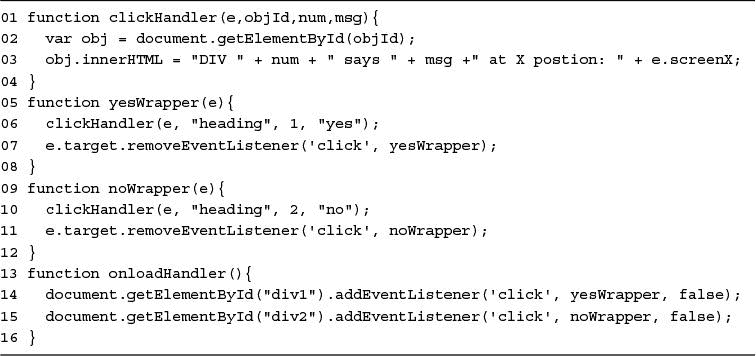 01 function clickHandler(e,objId,num,msg){
02   var obj = document.getElementById(objId);
03   obj.innerHTML = "DIV " + num + " says " + msg +" at X postion: " + e.screenX;
04 }
05 function yesWrapper(e){
06   clickHandler(e, "heading", 1, "yes");
07   e.target.removeEventListener('click', yesWrapper);
08 }
09 function noWrapper(e){
10   clickHandler(e, "heading", 2, "no");
11   e.target.removeEventListener('click', noWrapper);
12 }
13 function onloadHandler(){
14   document.getElementById("div1").addEventListener('click', yesWrapper, false);
15   document.getElementById("div2").addEventListener('click', noWrapper, false);
16 }